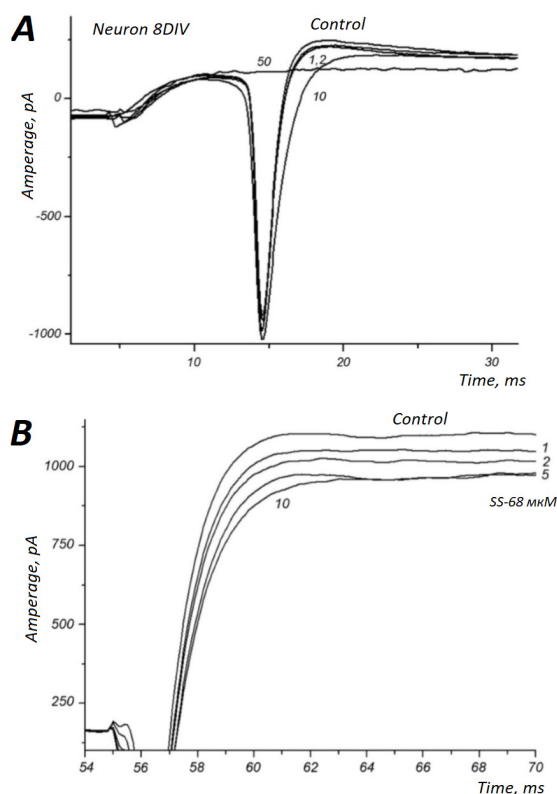 A
Neuron 8DIV
Control
50
1,2
10
Amperage, pA
0
-500
-1000
10
20
30
Time, ms
B
Control
1
2
5
10
SS-68 мкМ
Amperage, pA
1000
750
500
250
54
56
58
60
62
64
66
68
70
Time, ms